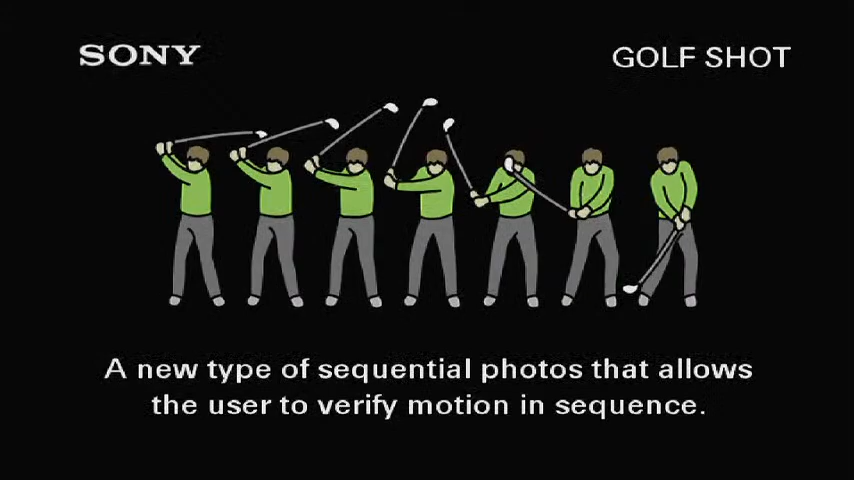 SONY
GOLF SHOT
A new type of sequential photos that allows
the user to verify motion in sequence.